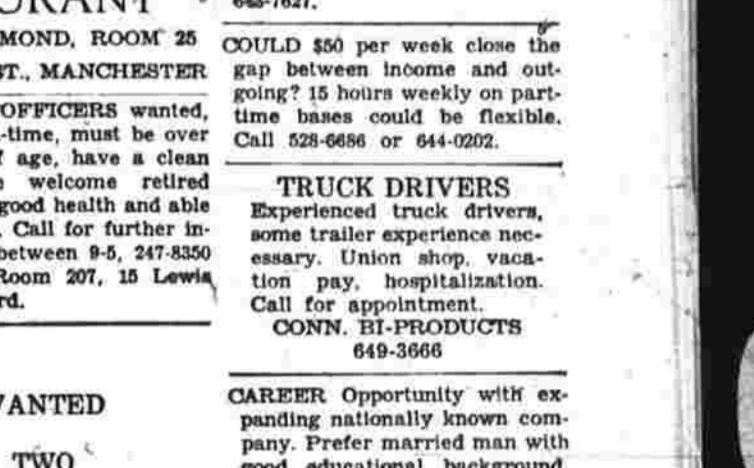 MOND, ROOM 25
ST., MANCHESTER
OFFICERS wanted,
-time, must be over
age, have a clean
welcome retired
good health and able
Call for further in-
between 9-5, 247-8350
Room 207, 15 Lewis
rd.
WANTED
TWO
COULD $50 per week close the
gap between income and out-
going? 15 hours weekly on part-
time bases could be flexible.
Call 528-6686 or 644-0202.
TRUCK DRIVERS
Experienced truck drivers,
some trailer experience nec-
essary. Union shop, vaca-
tion pay, hospitalization.
Call for appointment.
CONN. BI-PRODUCTS
649-3666
CAREER Opportunity with ex-
panding nationally known com-
pany. Prefer married man with
good educational background